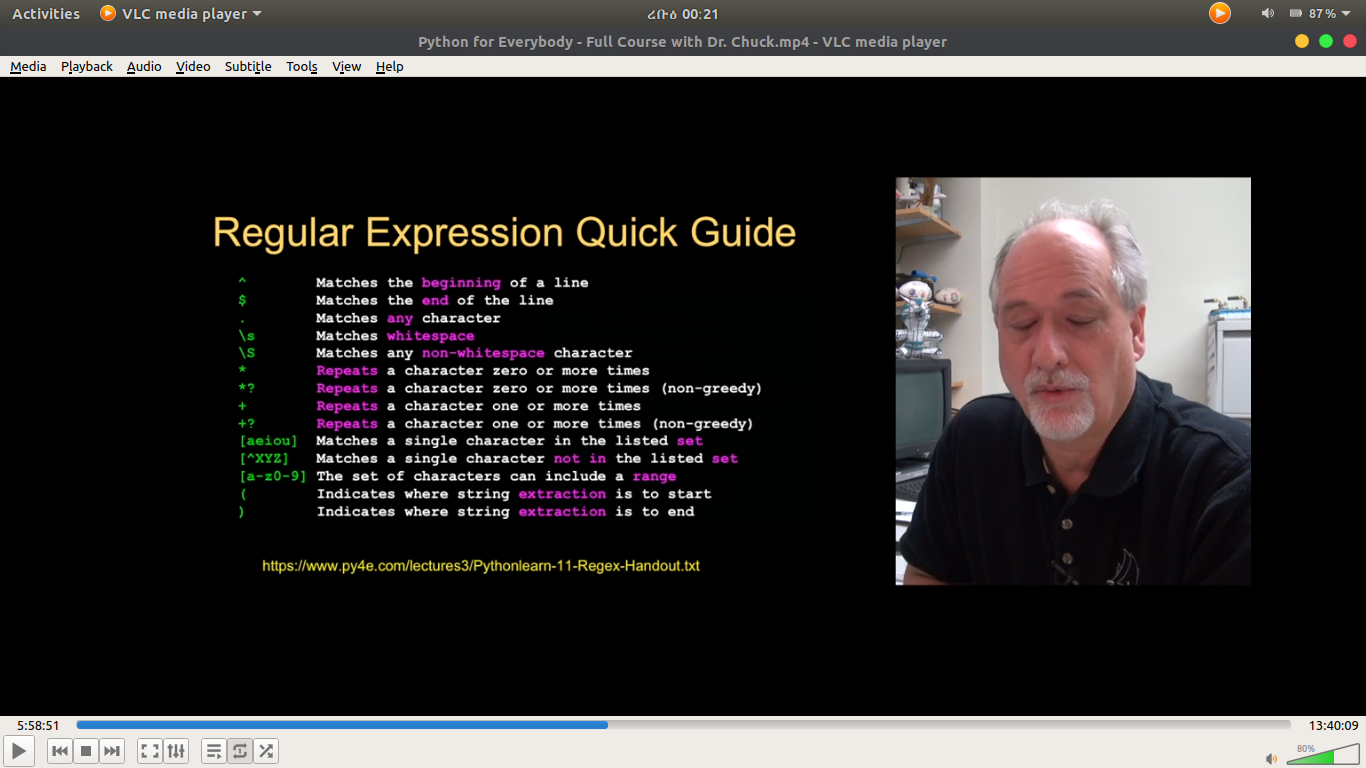 Activities VLC media player ረቡዕ 00:21 87%
Python for Everybody - Full Course with Dr. Chuck.mp4 - VLC media player
Media Playback Audio Video Subtitle Tools View Help
Regular Expression Quick Guide
^ Matches the beginning of a line
$ Matches the end of the line
. Matches any character
\s Matches whitespace
\S Matches any non-whitespace character
* Repeats a character zero or more times
*? Repeats a character zero or more times (non-greedy)
+ Repeats a character one or more times
+? Repeats a character one or more times (non-greedy)
[aeiou] Matches a single character in the listed set
[^XYZ] Matches a single character not in the listed set
[a-z0-9] The set of characters can include a range
( Indicates where string extraction is to start
) Indicates where string extraction is to end
https://www.py4e.com/lectures3/Pythonlearn-11-Regex-Handout.txt
5:58:51 13:40:09
80%